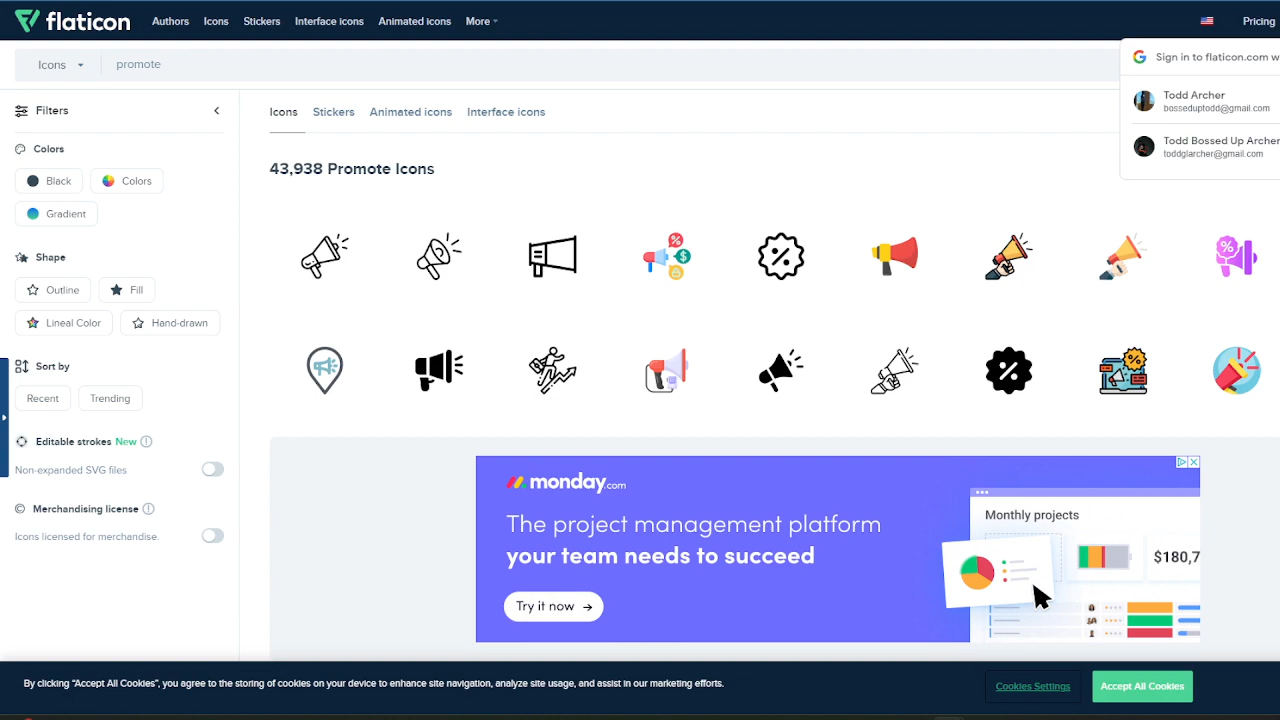 flaticon Authors Icons Stickers Interface icons Animated icons More Pricing
Icons promote
Sign in to flaticon.com w
Todd Archer
bosseduptodd@gmail.com
Todd Bossed Up Archer
toddglarcher@gmail.com
Filters
Icons Stickers Animated icons Interface icons
Colors
Black Colors
Gradient
43,938 Promote Icons
Shape
Outline Fill
Lineal Color Hand-drawn
Sort by
Recent Trending
Editable strokes New
Non-expanded SVG files
Merchandising license
Icons licensed for merchandise.
monday.com
The project management platform
your team needs to succeed
Try it now →
Monthly projects
$180,7
By clicking “Accept All Cookies”, you agree to the storing of cookies on your device to enhance site navigation, analyze site usage, and assist in our marketing efforts.
Cookies Settings Accept All Cookies